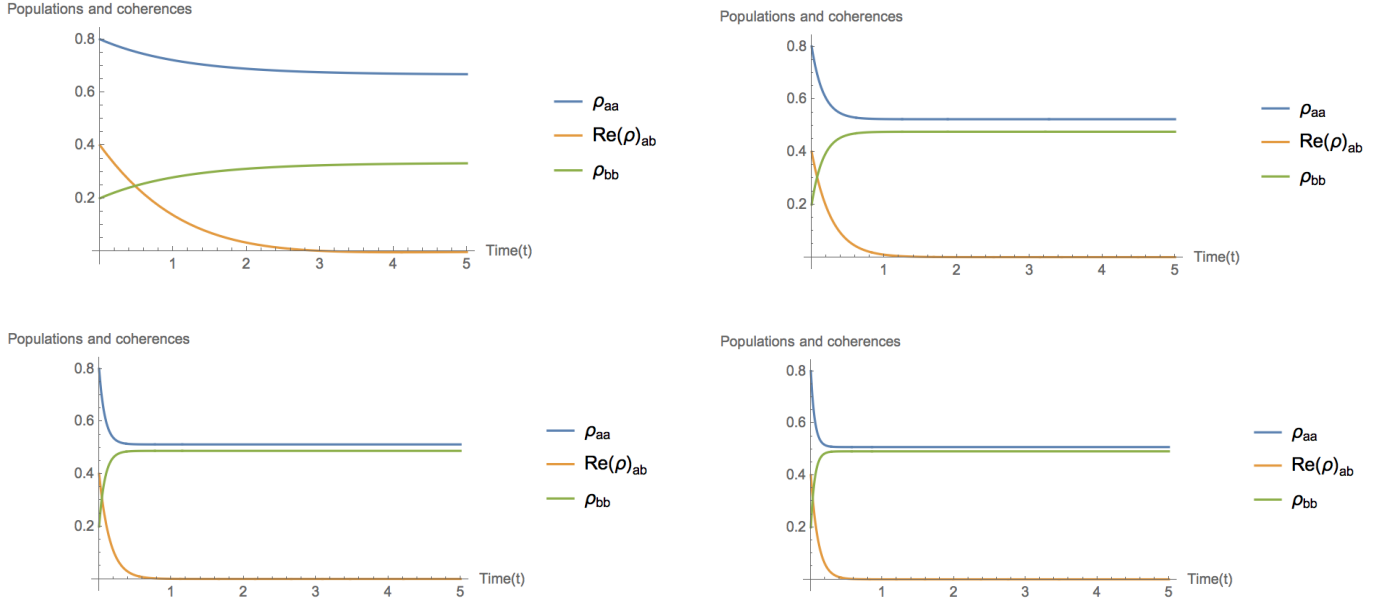 Populations and coherences
0.8
0.6
0.4
0.2
1 2 3 4 5
Time(t)
ρaa
Re(ρ)ab
ρbb
Populations and coherences
0.8
0.6
0.4
0.2
1 2 3 4 5
Time(t)
ρaa
Re(ρ)ab
ρbb
Populations and coherences
0.8
0.6
0.4
0.2
1 2 3 4 5
Time(t)
ρaa
Re(ρ)ab
ρbb
Populations and coherences
0.8
0.6
0.4
0.2
1 2 3 4 5
Time(t)
ρaa
Re(ρ)ab
ρbb